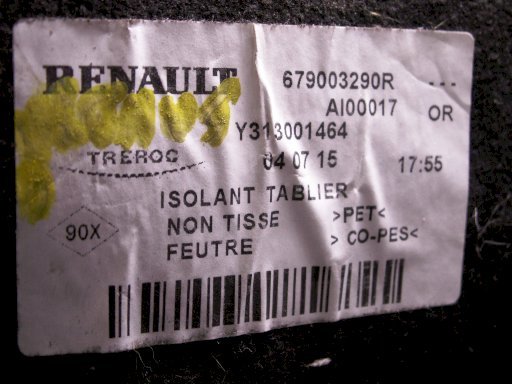 RENAULT 679003290R ---
AI00017 OR
Y313001464
TREROC 04 07 15 17:55
ISOLANT TABLIER
90X NON TISSE >PET<
FEUTRE > CO-PES<